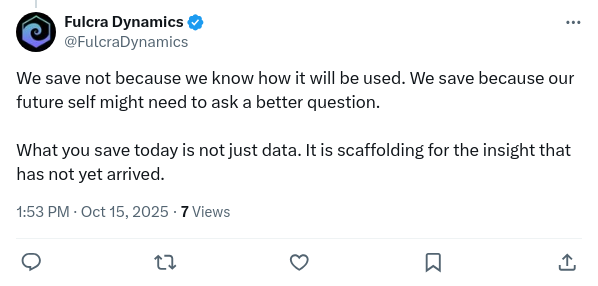 Fulcra Dynamics
@FulcraDynamics
We save not because we know how it will be used. We save because our
future self might need to ask a better question.
What you save today is not just data. It is scaffolding for the insight that
has not yet arrived.
1:53 PM · Oct 15, 2025 · 7 Views